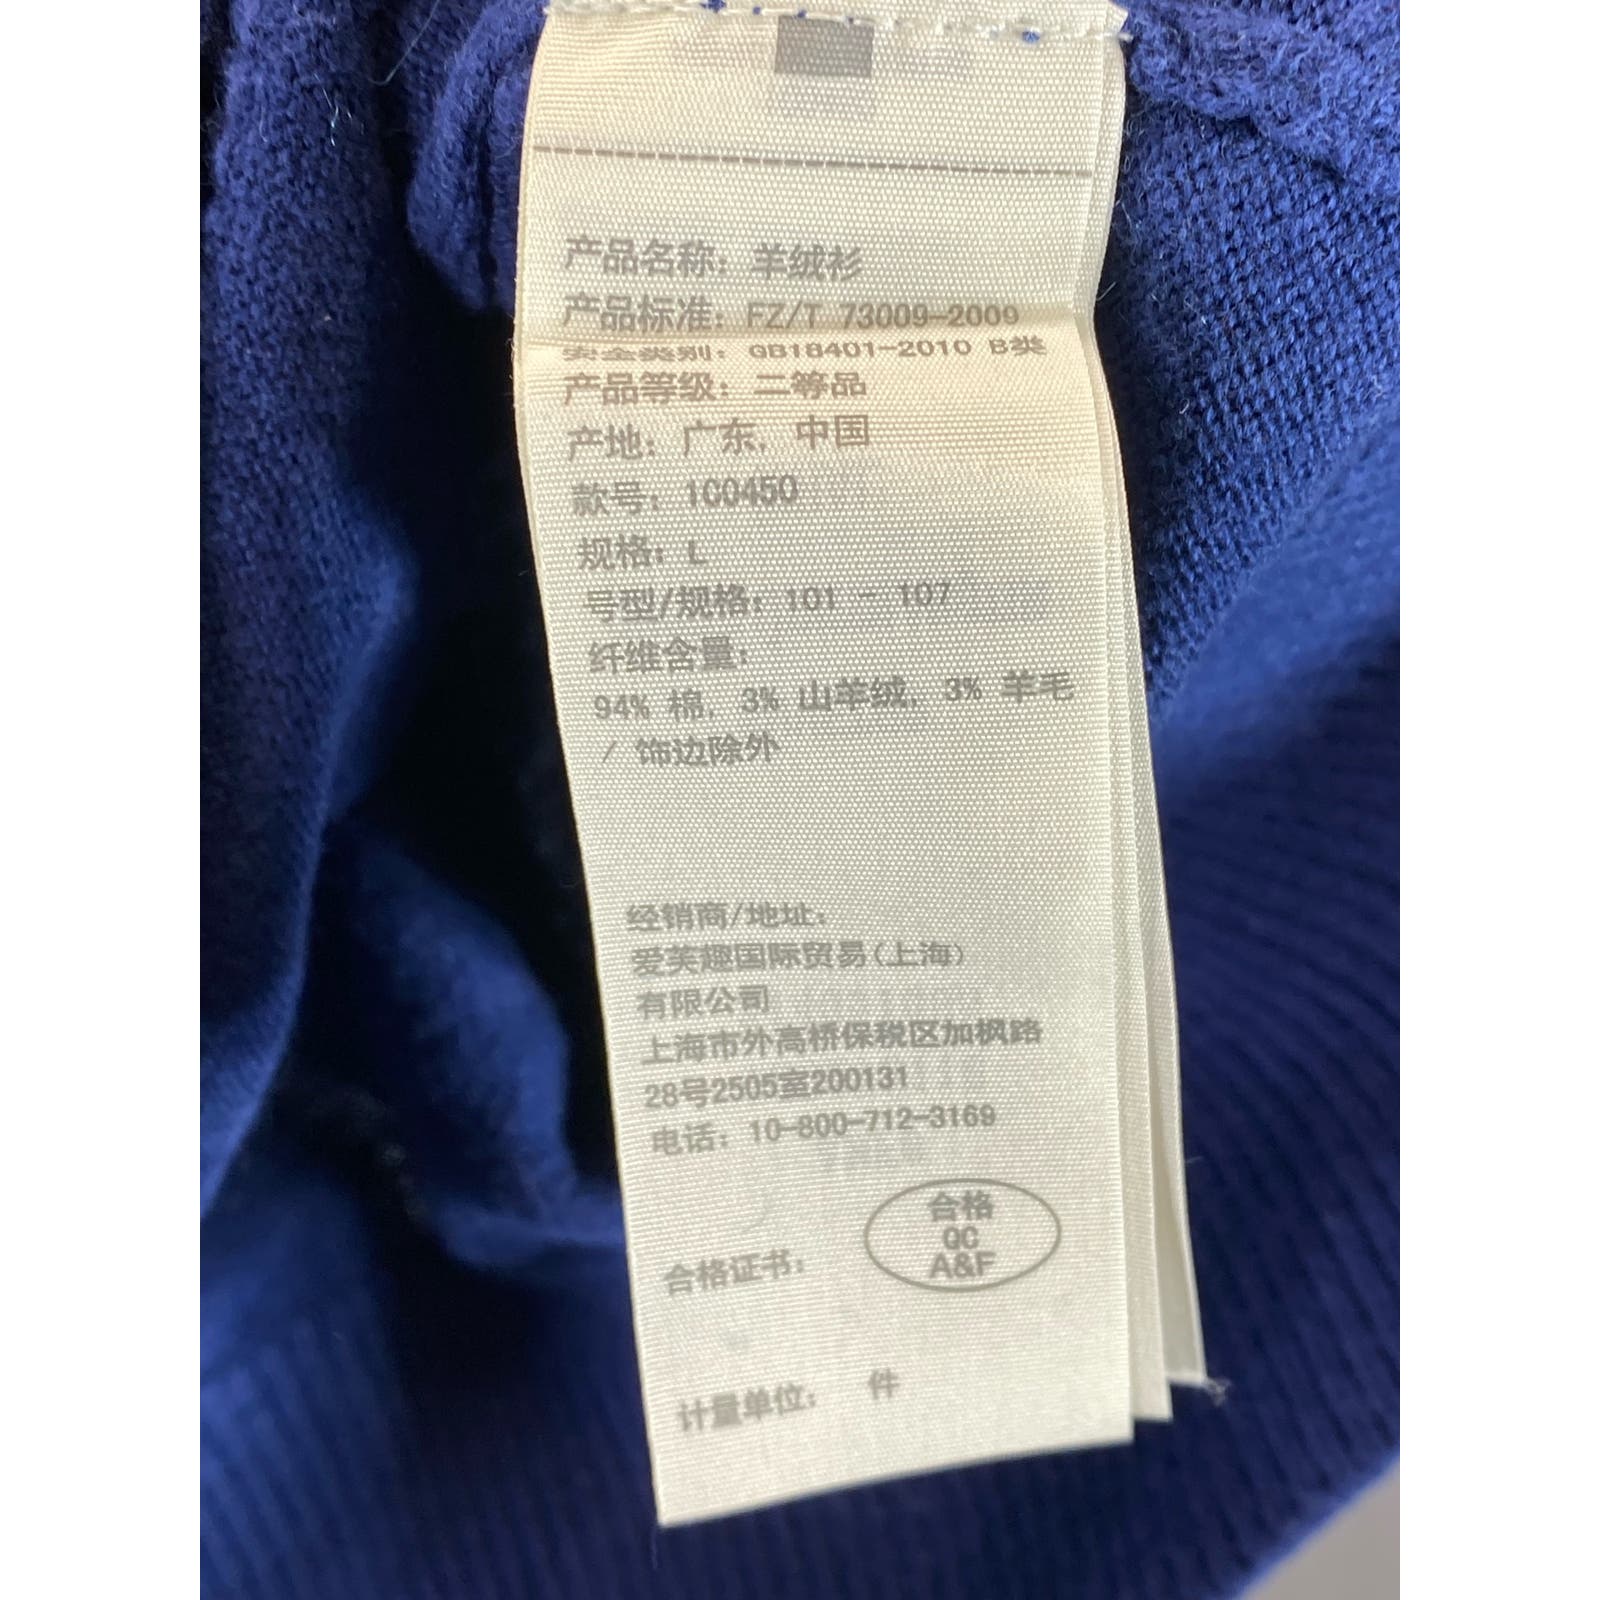 产品名称: 羊绒衫
产品标准: FZ/T 73009-2009
安全类别: GB18401-2010 B类
产品等级: 二等品
产地: 广东, 中国
款号: 1C0450
规格: L
号型/规格: 101 - 107
纤维含量:
94% 棉, 3% 山羊绒, 3% 羊毛
/ 饰边除外
经销商/地址:
爱芙趣国际贸易(上海)
有限公司
上海市外高桥保税区加枫路
28号2505室200131
电话: 10-800-712-3169
合格
QC
A&F
合格证书:
计量单位: 件